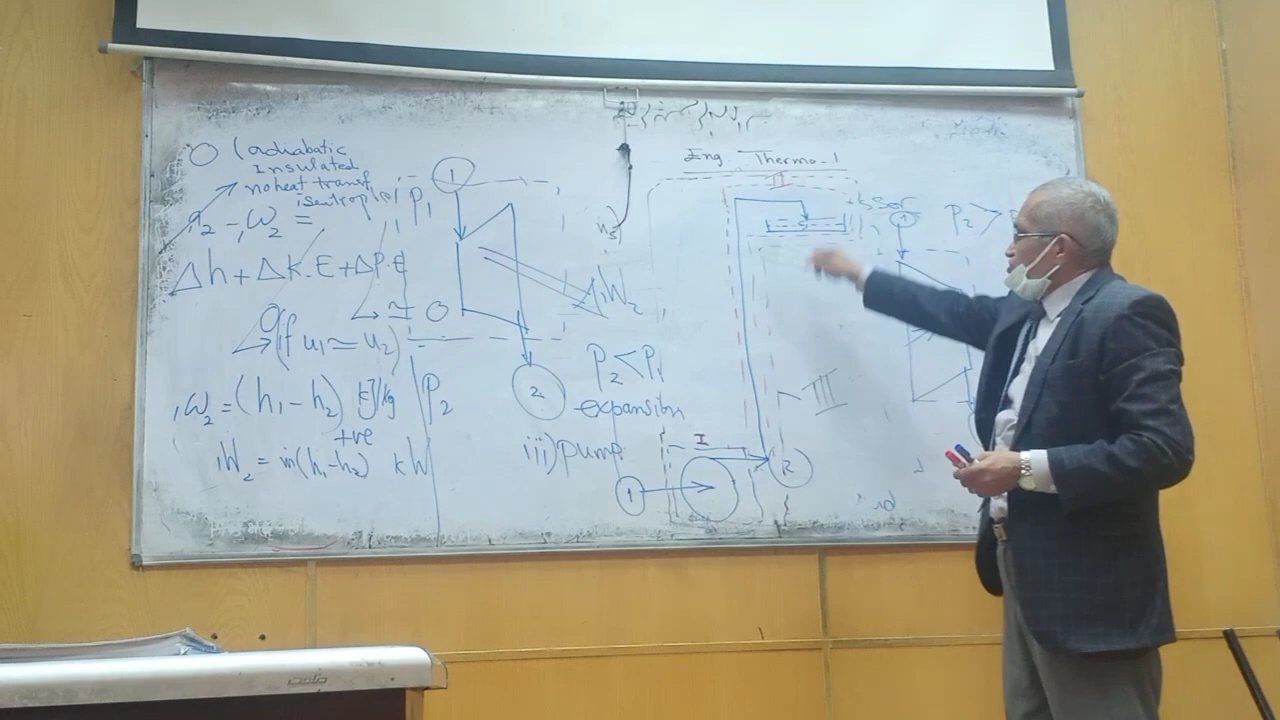 Eng. Thermo-1
O (adiabatic
insulated
no heat transf
isentropic)
₁q₂ - ₁w₂ =
Δh + ΔK.E + ΔP.E
≈ 0
(if u₁ ≃ u₂)
₁w₂ = (h₁-h₂) kJ/kg
+ve
₁W₂ = ṁ(h₁-h₂) kW
P₁
1
₁W₂
P₂
2
P₂ < P₁
expansion
iii) pump
1
I
2
II
III
1
P₂ >